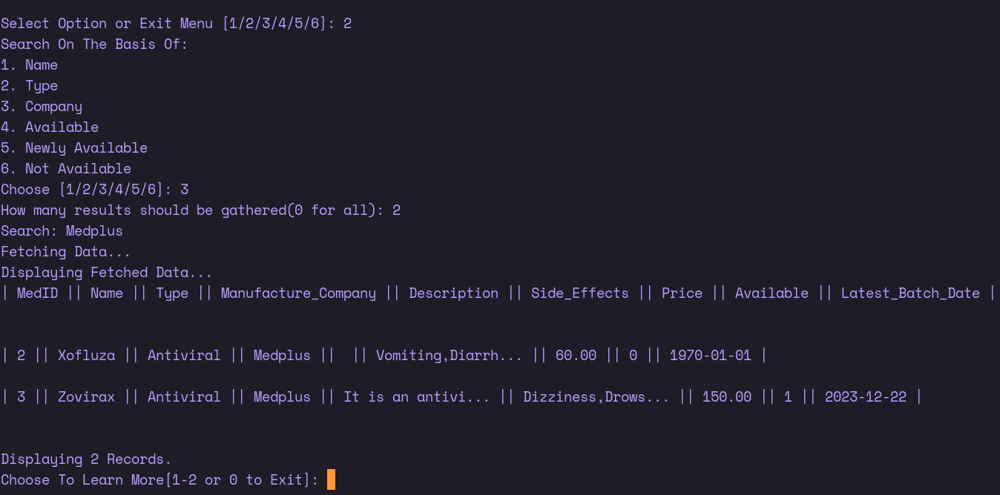 Select Option or Exit Menu [1/2/3/4/5/6]: 2
Search On The Basis Of:
1. Name
2. Type
3. Company
4. Available
5. Newly Available
6. Not Available
Choose [1/2/3/4/5/6]: 3
How many results should be gathered(0 for all): 2
Search: Medplus
Fetching Data...
Displaying Fetched Data...
| MedID || Name || Type || Manufacture_Company || Description || Side_Effects || Price || Available || Latest_Batch_Date |
| 2 || Xofluza || Antiviral || Medplus ||  || Vomiting,Diarrh... || 60.00 || 0 || 1970-01-01 |
| 3 || Zovirax || Antiviral || Medplus || It is an antivi... || Dizziness,Drows... || 150.00 || 1 || 2023-12-22 |
Displaying 2 Records.
Choose To Learn More[1-2 or 0 to Exit]: